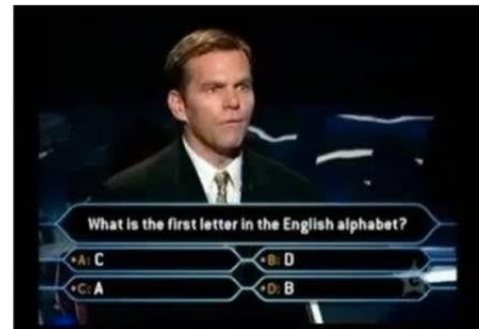 What is the first letter in the English alphabet?
A: C
B: D
C: A
D: B